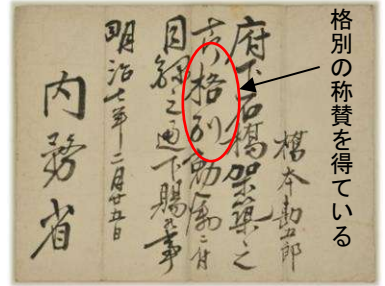 格別の称賛を得ている
橋本勘五郎
府下石橋架築之
節格別勉励ニ付
目録之通下賜候事
明治七年二月廿五日
内務省